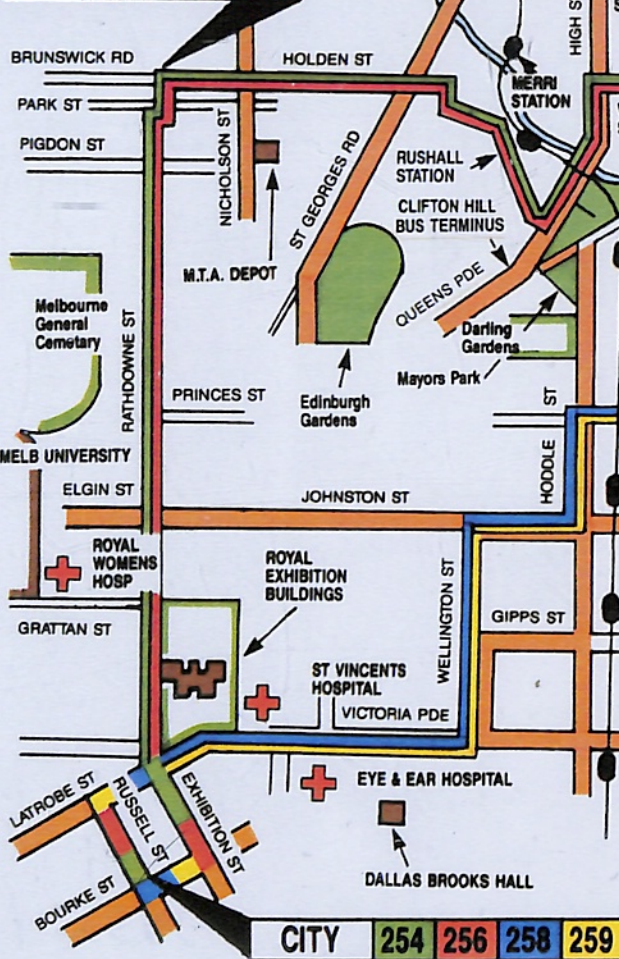 BRUNSWICK RD
HOLDEN ST
HIGH S
PARK ST
MERRI
STATION
PIGDON ST
NICHOLSON ST
ST GEORGES RD
RUSHALL
STATION
CLIFTON HILL
BUS TERMINUS
M.T.A. DEPOT
QUEENS PDE
Melbourne
General
Cemetary
RATHDOWNE ST
Darling
Gardens
Mayors Park
PRINCES ST
Edinburgh
Gardens
HODDLE ST
MELB UNIVERSITY
ELGIN ST
JOHNSTON ST
ROYAL
WOMENS
HOSP
ROYAL
EXHIBITION
BUILDINGS
WELLINGTON ST
GIPPS ST
GRATTAN ST
ST VINCENTS
HOSPITAL
VICTORIA PDE
LATROBE ST
RUSSELL ST
EXHIBITION ST
EYE & EAR HOSPITAL
BOURKE ST
DALLAS BROOKS HALL
CITY 254 256 258 259